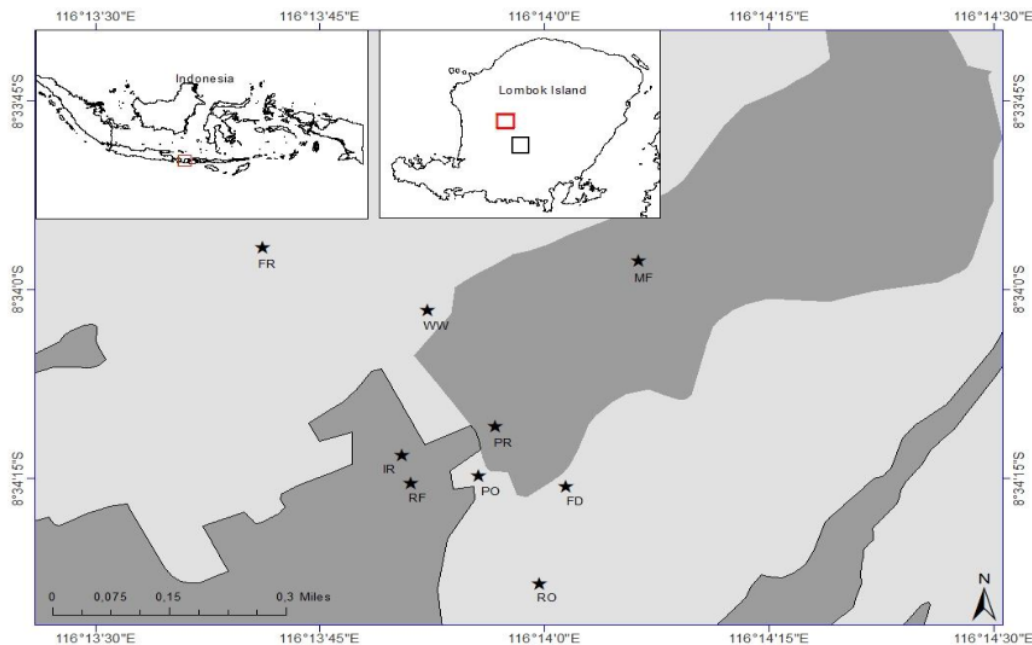 116°13'30"E 116°13'45"E 116°14'0"E 116°14'15"E 116°14'30"E
8°33'45"S
8°33'45"S
Indonesia
Lombok Island
FR
MF
8°34'0"S
8°34'0"S
WW
PR
IR
8°34'15"S
RF
PO
FD
8°34'15"S
RO
N
0 0,075 0,15 0,3 Miles
116°13'30"E 116°13'45"E 116°14'0"E 116°14'15"E 116°14'30"E